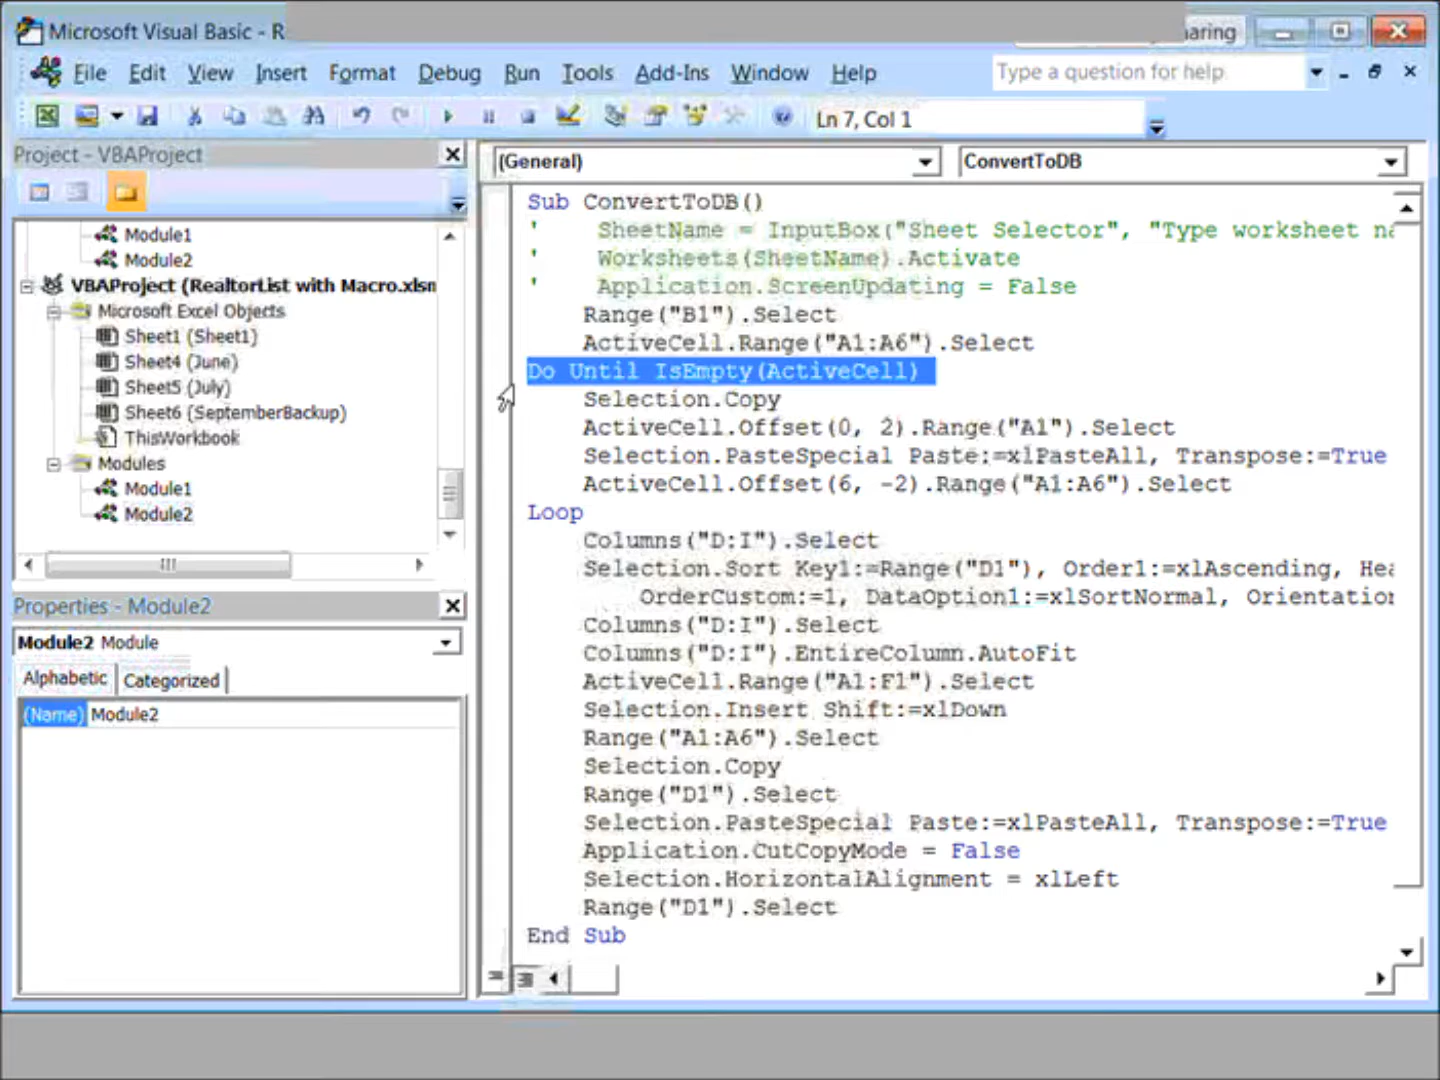 Microsoft Visual Basic - R
aring
File Edit View Insert Format Debug Run Tools Add-Ins Window Help
Type a question for help
Ln 7, Col 1
Project - VBAProject
Module1
Module2
VBAProject (RealtorList with Macro.xlsm
Microsoft Excel Objects
Sheet1 (Sheet1)
Sheet4 (June)
Sheet5 (July)
Sheet6 (SeptemberBackup)
ThisWorkbook
Modules
Module1
Module2
Properties - Module2
Module2 Module
Alphabetic Categorized
(Name) Module2
(General) ConvertToDB
Sub ConvertToDB()
' SheetName = InputBox("Sheet Selector", "Type worksheet na
' Worksheets(SheetName).Activate
' Application.ScreenUpdating = False
Range("B1").Select
ActiveCell.Range("A1:A6").Select
Do Until IsEmpty(ActiveCell)
Selection.Copy
ActiveCell.Offset(0, 2).Range("A1").Select
Selection.PasteSpecial Paste:=xlPasteAll, Transpose:=True
ActiveCell.Offset(6, -2).Range("A1:A6").Select
Loop
Columns("D:I").Select
Selection.Sort Key1:=Range("D1"), Order1:=xlAscending, Hea
OrderCustom:=1, DataOption1:=xlSortNormal, Orientation
Columns("D:I").Select
Columns("D:I").EntireColumn.AutoFit
ActiveCell.Range("A1:F1").Select
Selection.Insert Shift:=xlDown
Range("A1:A6").Select
Selection.Copy
Range("D1").Select
Selection.PasteSpecial Paste:=xlPasteAll, Transpose:=True
Application.CutCopyMode = False
Selection.HorizontalAlignment = xlLeft
Range("D1").Select
End Sub